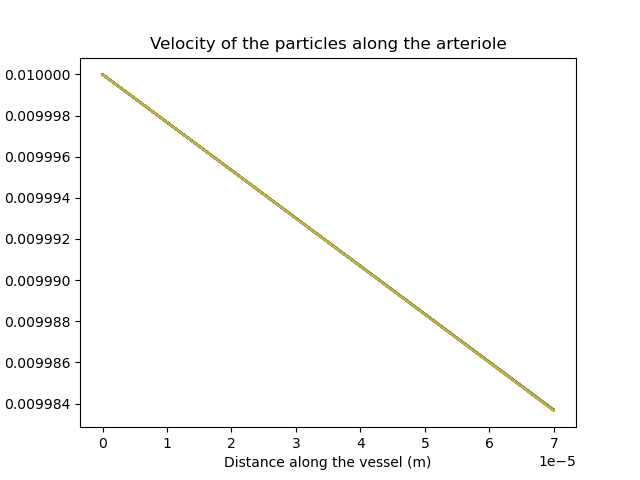 Velocity of the particles along the arteriole
0.010000
0.009998
0.009996
0.009994
0.009992
0.009990
0.009988
0.009986
0.009984
0 1 2 3 4 5 6 7
1e−5
Distance along the vessel (m)